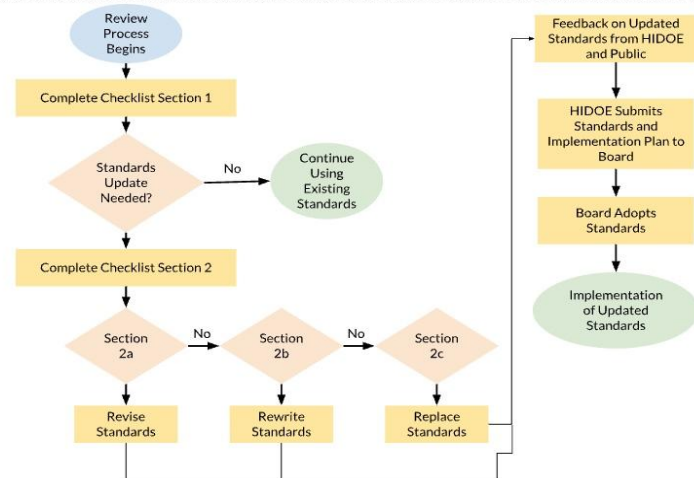 Review
Process
Begins
Complete Checklist Section 1
Standards
Update
Needed?
No
Continue
Using
Existing
Standards
Complete Checklist Section 2
Section
2a
No
Section
2b
No
Section
2c
Revise
Standards
Rewrite
Standards
Replace
Standards
Feedback on Updated
Standards from HIDOE
and Public
HIDOE Submits
Standards and
Implementation Plan to
Board
Board Adopts
Standards
Implementation
of Updated
Standards